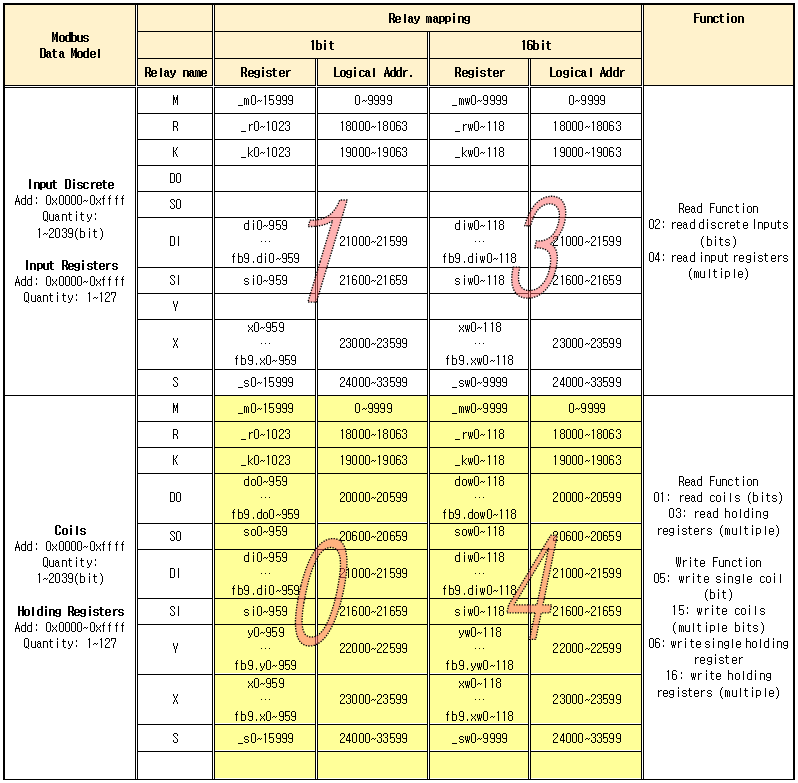 Modbus
Data Model
Relay mapping
Function
1bit
16bit
Relay name
Register
Logical Addr.
Register
Logical Addr
Input Discrete
Add: 0x0000~0xffff
Quantity:
1~2039(bit)
Input Registers
Add: 0x0000~0xffff
Quantity: 1~127
M _m0~15999 0~9999 _mw0~9999 0~9999
R _r0~1023 18000~18063 _rw0~118 18000~18063
K _k0~1023 19000~19063 _kw0~118 19000~19063
DO
SO
DI
di0~959
…
fb9.di0~959
21000~21599
diw0~118
…
fb9.diw0~118
21000~21599
SI si0~959 21600~21659 siw0~118 21600~21659
Y
X
x0~959
…
fb9.x0~959
23000~23599
xw0~118
…
fb9.xw0~118
23000~23599
S _s0~15999 24000~33599 _sw0~9999 24000~33599
1
3
Read Function
02: read discrete inputs
(bits)
04: read input registers
(multiple)
Coils
Add: 0x0000~0xffff
Quantity:
1~2039(bit)
Holding Registers
Add: 0x0000~0xffff
Quantity: 1~127
M _m0~15999 0~9999 _mw0~9999 0~9999
R _r0~1023 18000~18063 _rw0~118 18000~18063
K _k0~1023 19000~19063 _kw0~118 19000~19063
DO
do0~959
…
fb9.do0~959
20000~20599
dow0~118
…
fb9.dow0~118
20000~20599
SO so0~959 20600~20659 sow0~118 20600~20659
DI
di0~959
…
fb9.di0~959
21000~21599
diw0~118
…
fb9.diw0~118
21000~21599
SI si0~959 21600~21659 siw0~118 21600~21659
Y
y0~959
…
fb9.y0~959
22000~22599
yw0~118
…
fb9.yw0~118
22000~22599
X
x0~959
…
fb9.x0~959
23000~23599
xw0~118
…
fb9.xw0~118
23000~23599
S _s0~15999 24000~33599 _sw0~9999 24000~33599
0
4
Read Function
01: read coils (bits)
03: read holding
registers (multiple)
Write Function
05: write single coil
(bit)
15: write coils
(multiple bits)
06: write single holding
register
16: write holding
registers (multiple)